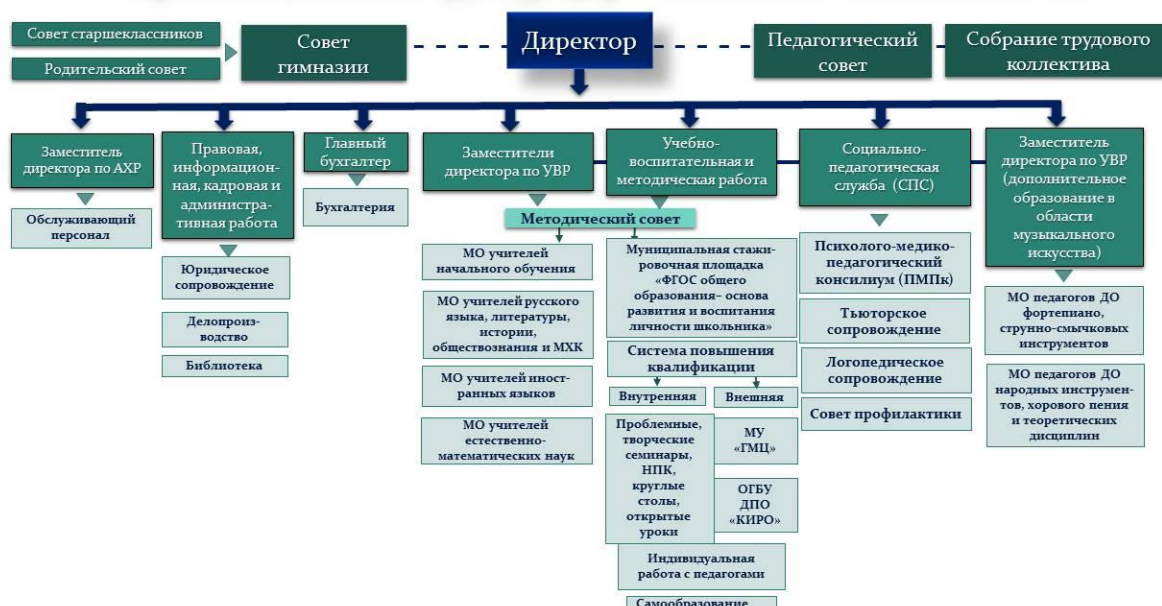 Совет старшеклассников
Родительский совет
Совет
гимназии
Директор
Педагогический
совет
Собрание трудового
коллектива
Заместитель
директора по АХР
Обслуживающий
персонал
Правовая,
информацион-
ная, кадровая и
администра-
тивная работа
Юридическое
сопровождение
Делопроиз-
водство
Библиотека
Главный
бухгалтер
Бухгалтерия
Заместители
директора по УВР
Учебно-
воспитательная и
методическая работа
Методический совет
МО учителей
начального обучения
МО учителей русского
языка, литературы,
истории,
обществознания и МХК
МО учителей иност-
ранных языков
МО учителей
естественно-
математических наук
Муниципальная стажи-
ровочная площадка
«ФГОС общего
образования– основа
развития и воспитания
личности школьника»
Система повышения
квалификации
Внутренняя
Внешняя
Проблемные,
творческие
семинары,
НПК,
круглые
столы,
открытые
уроки
МУ
«ГМЦ»
ОГБУ
ДПО
«КИРО»
Индивидуальная
работа с педагогами
Самообразование
Социально-
педагогическая
служба (СПС)
Психолого-медико-
педагогический
консилиум (ПМПк)
Тьюторское
сопровождение
Логопедическое
сопровождение
Совет профилактики
Заместитель
директора по УВР
(дополнительное
образование в
области
музыкального
искусства)
МО педагогов ДО
фортепиано,
струнно-смычковых
инструментов
МО педагогов ДО
народных инструмен-
тов, хорового пения
и теоретических
дисциплин